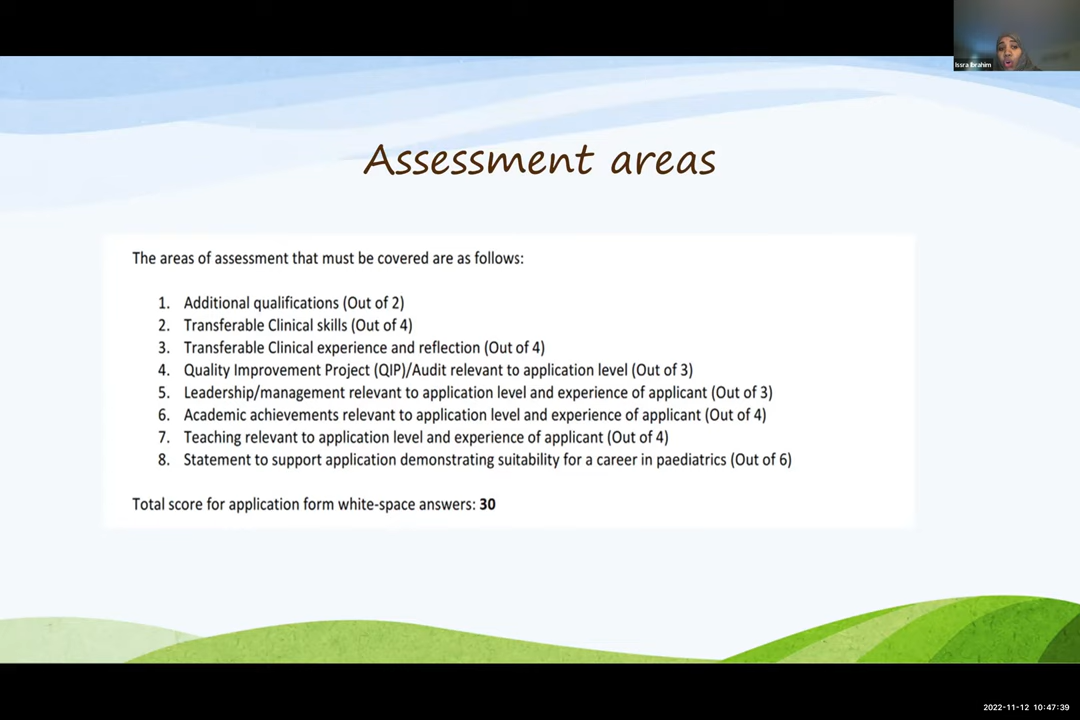 Issra Ibrahim
Assessment areas
The areas of assessment that must be covered are as follows:
1. Additional qualifications (Out of 2)
2. Transferable Clinical skills (Out of 4)
3. Transferable Clinical experience and reflection (Out of 4)
4. Quality Improvement Project (QIP)/Audit relevant to application level (Out of 3)
5. Leadership/management relevant to application level and experience of applicant (Out of 3)
6. Academic achievements relevant to application level and experience of applicant (Out of 4)
7. Teaching relevant to application level and experience of applicant (Out of 4)
8. Statement to support application demonstrating suitability for a career in paediatrics (Out of 6)
Total score for application form white-space answers: 30
2022-11-12 10:47:39